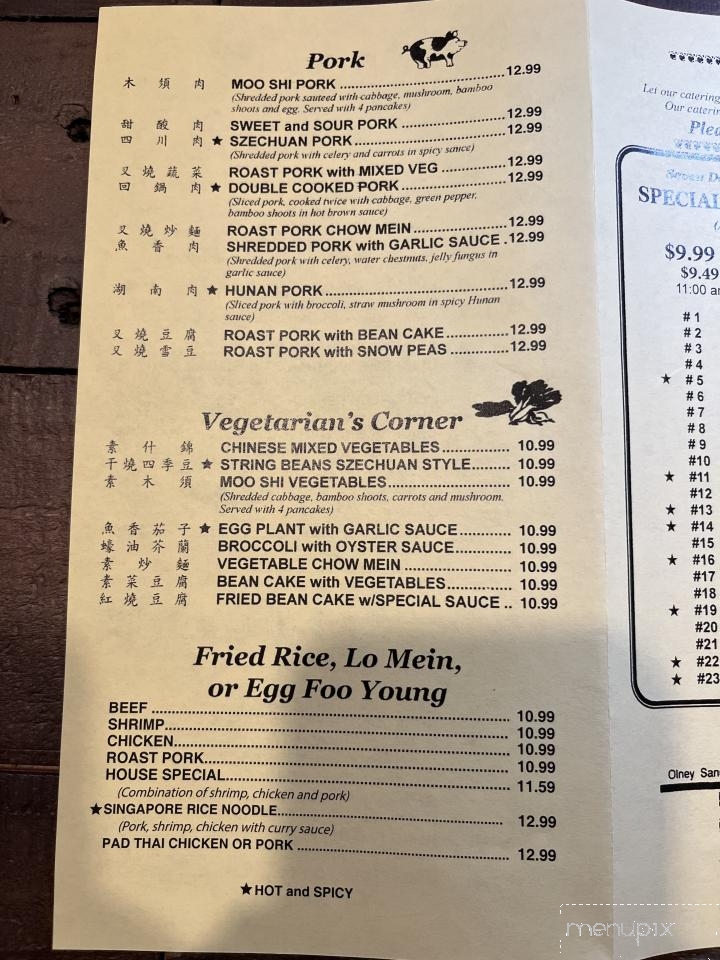 Pork
木 須 肉 MOO SHI PORK 12.99
(Shredded pork sauteed with cabbage, mushroom, bamboo
shoots and egg. Served with 4 pancakes)
甜 酸 肉 SWEET and SOUR PORK 12.99
四 川 肉 ★ SZECHUAN PORK 12.99
(Shredded pork with celery and carrots in spicy sauce)
叉 燒 蔬 菜 ROAST PORK with MIXED VEG 12.99
回 鍋 肉 ★ DOUBLE COOKED PORK 12.99
(Sliced pork, cooked twice with cabbage, green pepper,
bamboo shoots in hot brown sauce)
叉 燒 炒 麵 ROAST PORK CHOW MEIN 12.99
魚 香 肉 SHREDDED PORK with GARLIC SAUCE 12.99
(Shredded pork with celery, water chestnuts, jelly fungus in
garlic sauce)
湖 南 肉 ★ HUNAN PORK 12.99
(Sliced pork with broccoli, straw mushroom in spicy Hunan
sauce)
叉 燒 豆 腐 ROAST PORK with BEAN CAKE 12.99
叉 燒 雪 豆 ROAST PORK with SNOW PEAS 12.99
Vegetarian's Corner
素 什 錦 CHINESE MIXED VEGETABLES 10.99
干 燒 四 季 豆 ★ STRING BEANS SZECHUAN STYLE 10.99
素 木 須 MOO SHI VEGETABLES 10.99
(Shredded cabbage, bamboo shoots, carrots and mushroom.
Served with 4 pancakes)
魚 香 茄 子 ★ EGG PLANT with GARLIC SAUCE 10.99
蠔 油 芥 蘭 BROCCOLI with OYSTER SAUCE 10.99
素 炒 麵 VEGETABLE CHOW MEIN 10.99
素 菜 豆 腐 BEAN CAKE with VEGETABLES 10.99
紅 燒 豆 腐 FRIED BEAN CAKE w/SPECIAL SAUCE 10.99
Fried Rice, Lo Mein,
or Egg Foo Young
BEEF 10.99
SHRIMP 10.99
CHICKEN 10.99
ROAST PORK 10.99
HOUSE SPECIAL 11.59
(Combination of shrimp, chicken and pork)
★ SINGAPORE RICE NOODLE 12.99
(Pork, shrimp, chicken with curry sauce)
PAD THAI CHICKEN OR PORK 12.99
★ HOT and SPICY
Let our catering
Our catering
Seven D
SPECIAL
$9.99
$9.49
11:00 a
# 1
# 2
# 3
# 4
★ # 5
# 6
# 7
# 8
# 9
#10
★ #11
#12
★ #13
★ #14
#15
★ #16
#17
#18
★ #19
#20
#21
★ #22
★ #23
Olney
menupix